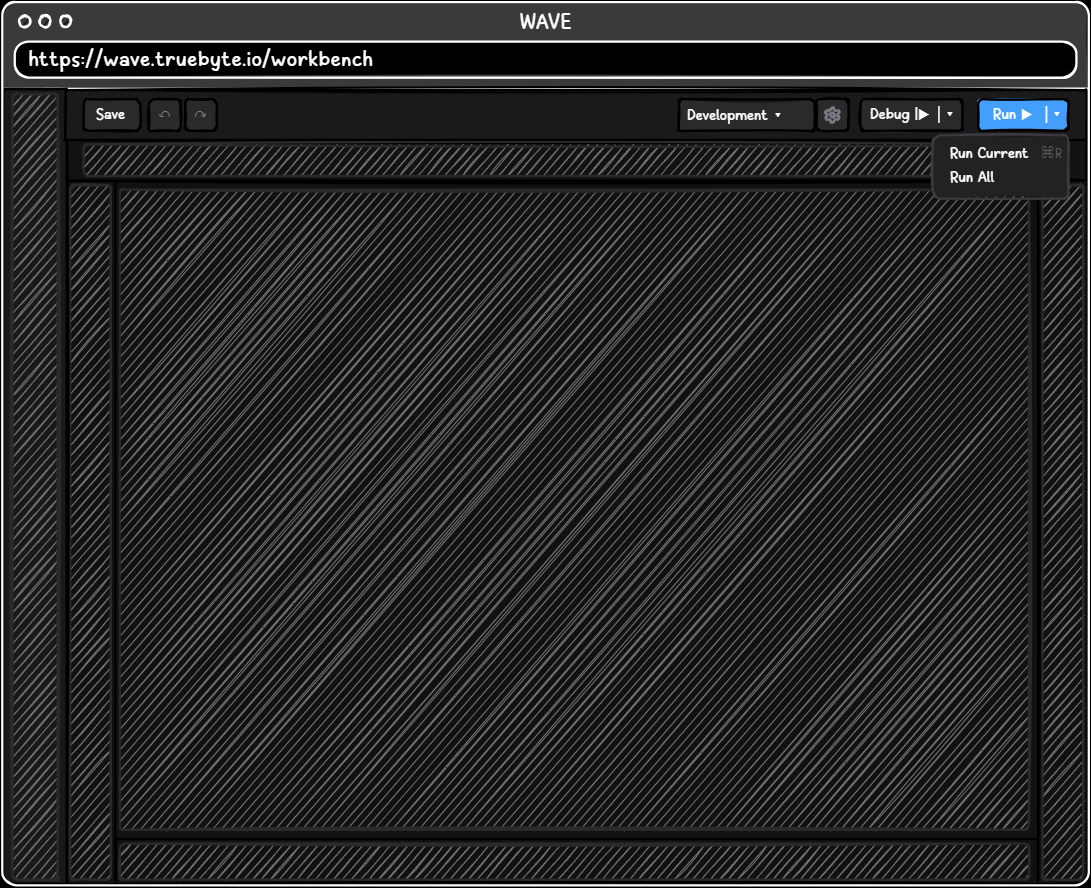 WAVE
https://wave.truebyte.io/workbench
Save
Development
Debug
Run
Run Current ⌘R
Run All